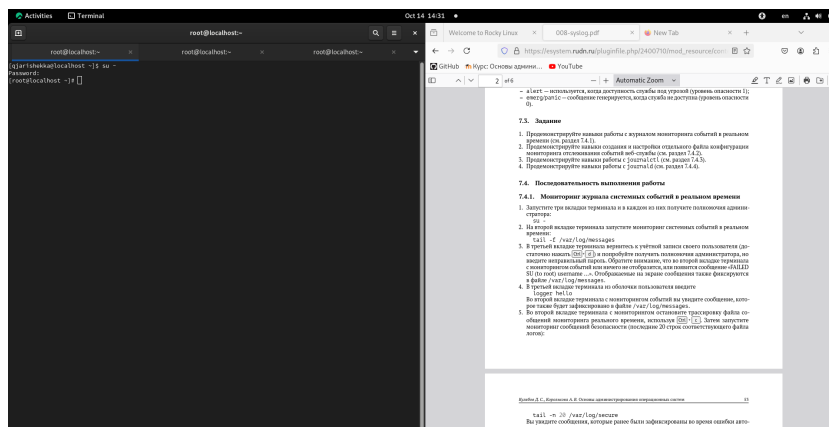 Activities
Terminal
Oct 14 14:31
en
root@localhost:~
root@localhost:~
root@localhost:~
root@localhost:~
[qjarlshekka@localhost ~]$ su -
Password:
[root@localhost ~]#
Welcome to Rocky Linux
008-syslog.pdf
New Tab
https://esystem.rudn.ru/pluginfile.php/2400710/mod_resource/con
GitHub
Курс: Основы админи...
YouTube
2 of 6
Automatic Zoom
– alert — используется, когда доступность службы под угрозой (уровень опасности 1);
– emerg/panic — сообщение генерируется, когда служба недоступна (уровень опасности
0).
7.3. Задание
1. Продемонстрируйте навыки работы с журналом мониторинга событий в реальном
времени (см. раздел 7.4.1).
2. Продемонстрируйте навыки создания и настройки отдельного файла конфигурации
мониторинга отслеживания событий веб-службы (см. раздел 7.4.2).
3. Продемонстрируйте навыки работы с journalctl (см. раздел 7.4.3).
4. Продемонстрируйте навыки работы с journald (см. раздел 7.4.4).
7.4. Последовательность выполнения работы
7.4.1. Мониторинг журнала системных событий в реальном времени
1. Запустите три вкладки терминала и в каждом из них получите полномочия админи-
стратора:
su -
2. На второй вкладке терминала запустите мониторинг системных событий в реальном
времени:
tail -f /var/log/messages
3. В третьей вкладке терминала вернитесь к учётной записи своего пользователя (до-
статочно нажать Ctrl + d ) и попробуйте получить полномочия администратора, но
введите неправильный пароль. Обратите внимание, что во второй вкладке терминала
с мониторингом событий или ничего не отобразится, или появится сообщение «FAILED
SU (to root) username ...». Отображаемые на экране сообщения также фиксируются
в файле /var/log/messages.
4. В третьей вкладке терминала из оболочки пользователя введите
logger hello
Во второй вкладке терминала с мониторингом событий вы увидите сообщение, кото-
рое также будет зафиксировано в файле /var/log/messages.
5. Во второй вкладке терминала с мониторингом остановите трассировку файла со-
общений мониторинга реального времени, используя Ctrl + c . Затем запустите
мониторинг сообщений безопасности (последние 20 строк соответствующего файла
логов):
Кулябов Д. С., Королькова А. В. Основы администрирования операционных систем 53
tail -n 20 /var/log/secure
Вы увидите сообщения, которые ранее были зафиксированы во время ошибки авто-